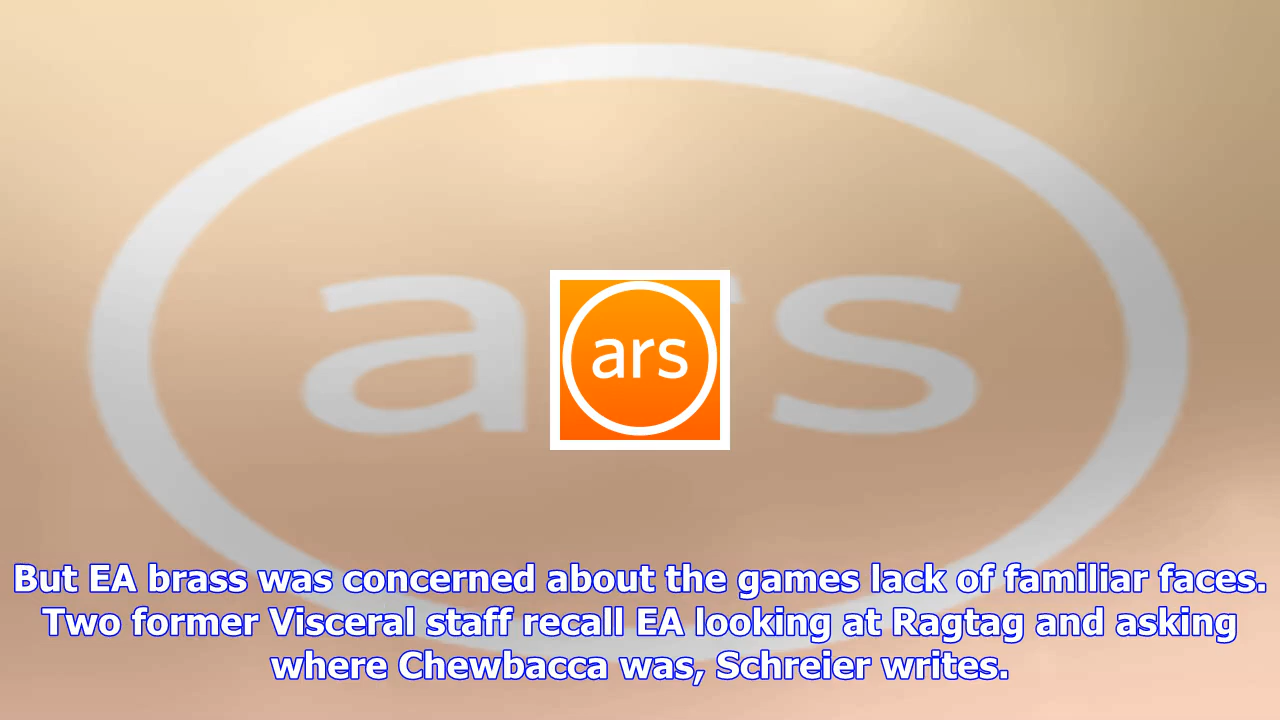 ars
ars
But EA brass was concerned about the games lack of familiar faces.
Two former Visceral staff recall EA looking at Ragtag and asking
where Chewbacca was, Schreier writes.